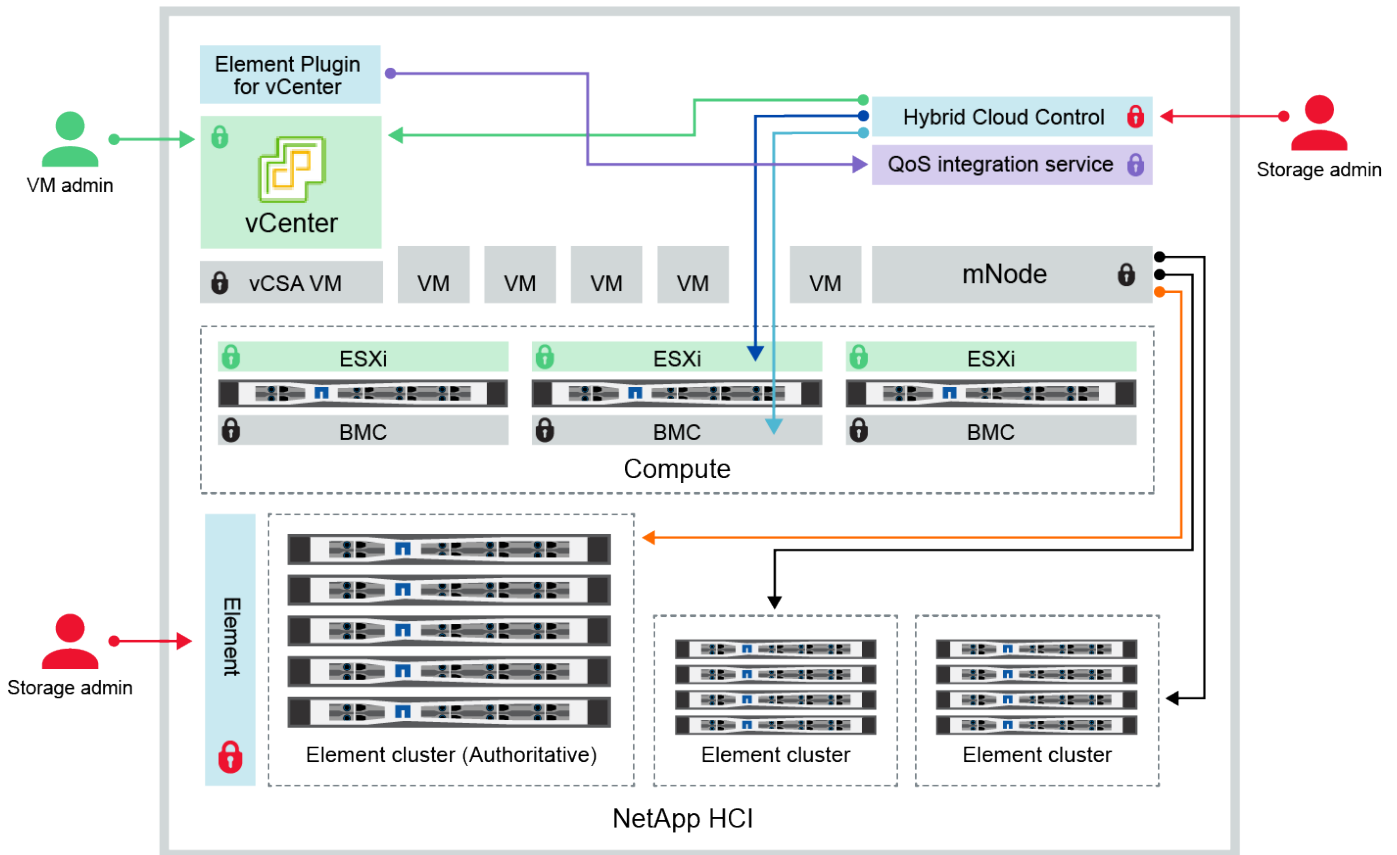 Element Plugin
for vCenter
Hybrid Cloud Control
QoS integration service
VM admin
Storage admin
vCenter
vCSA VM
VM
VM
VM
VM
VM
mNode
ESXi
ESXi
ESXi
BMC
BMC
BMC
Compute
Element
Storage admin
Element cluster (Authoritative)
Element cluster
Element cluster
NetApp HCI